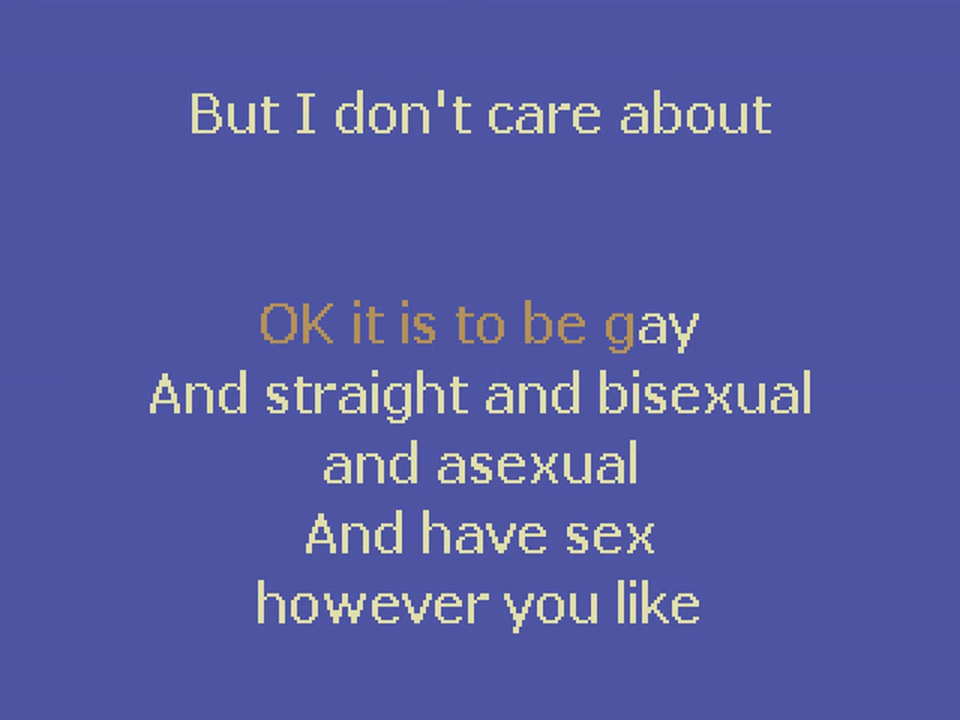 But I don't care about
OK it is to be gay
And straight and bisexual
and asexual
And have sex
however you like